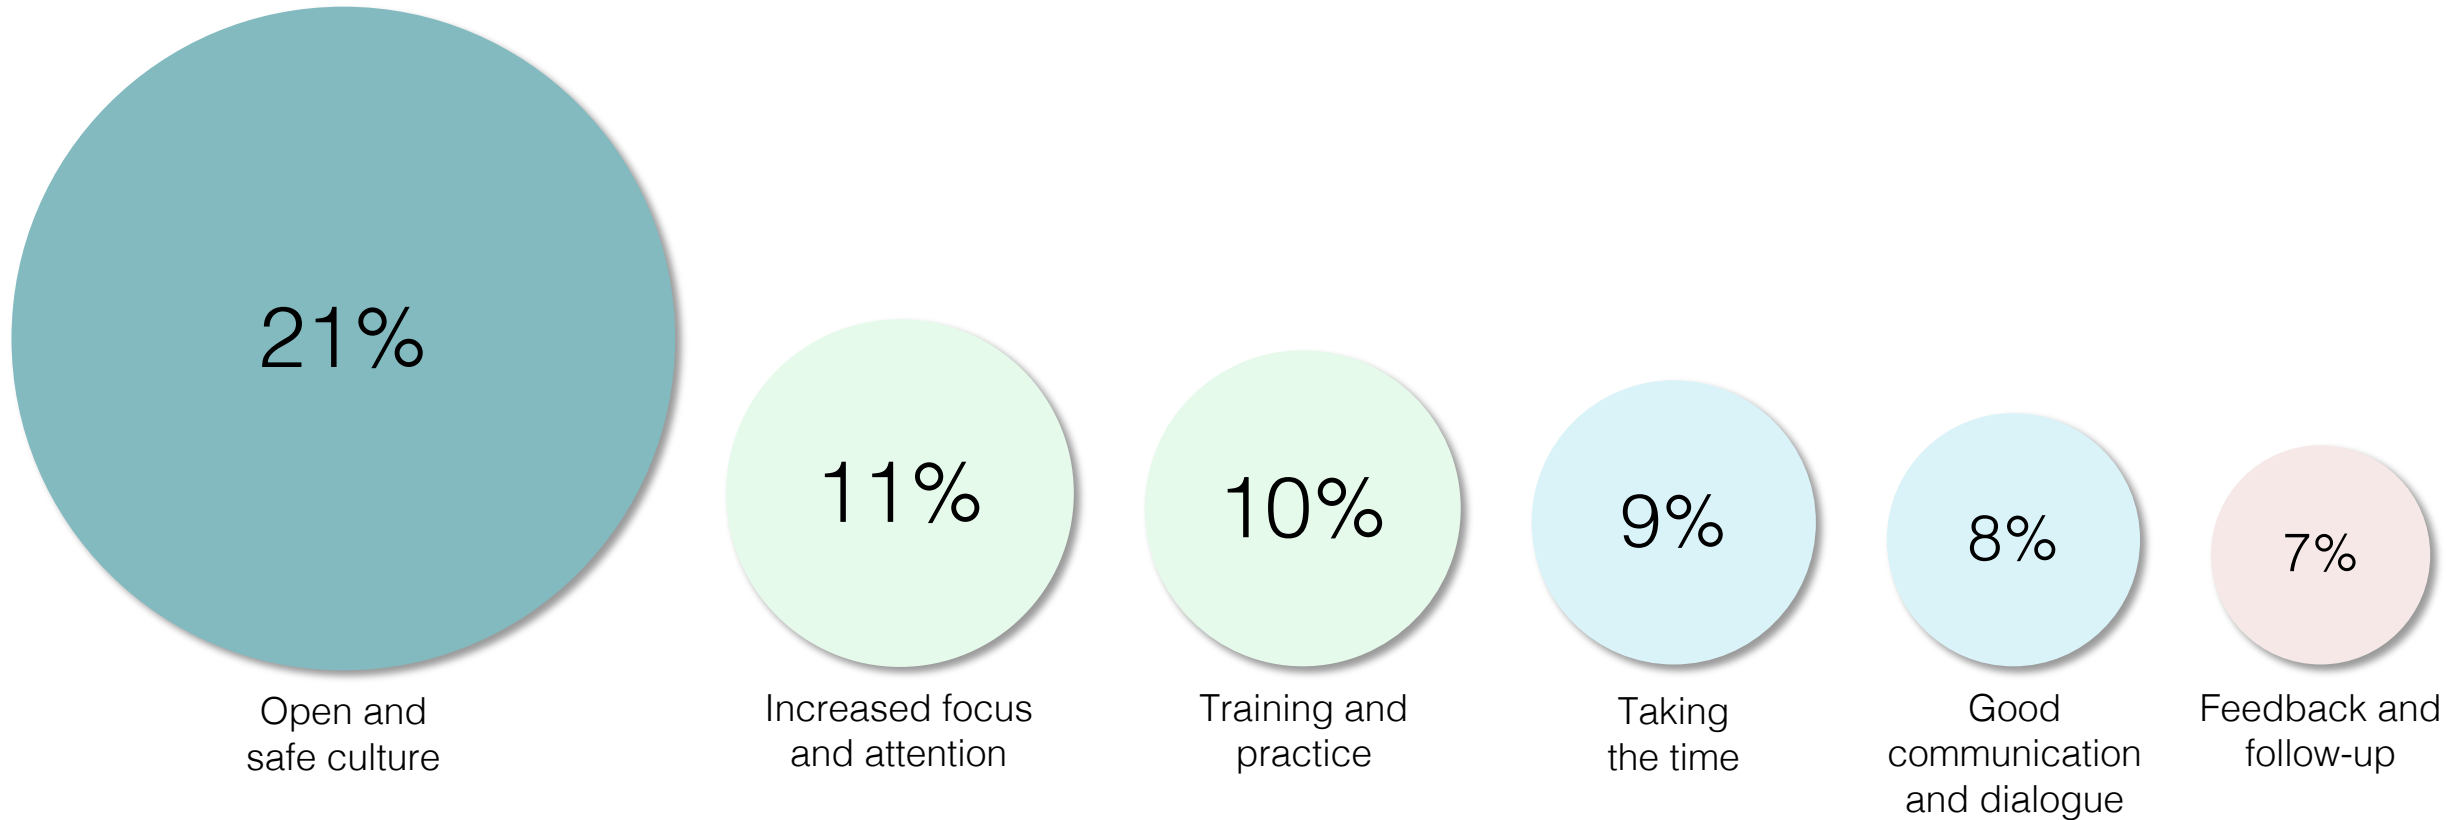 21%
Open and
safe culture
11%
Increased focus
and attention
10%
Training and
practice
9%
Taking
the time
8%
Good
communication
and dialogue
7%
Feedback and
follow-up